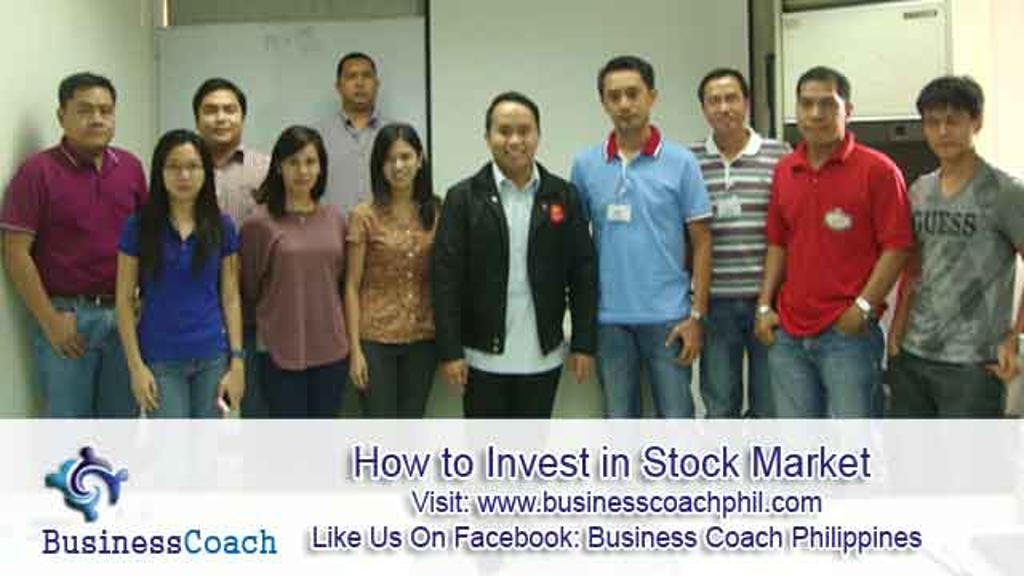 GUESS
How to Invest in Stock Market
Visit: www.businesscoachphil.com
Like Us On Facebook: Business Coach Philippines
BusinessCoach